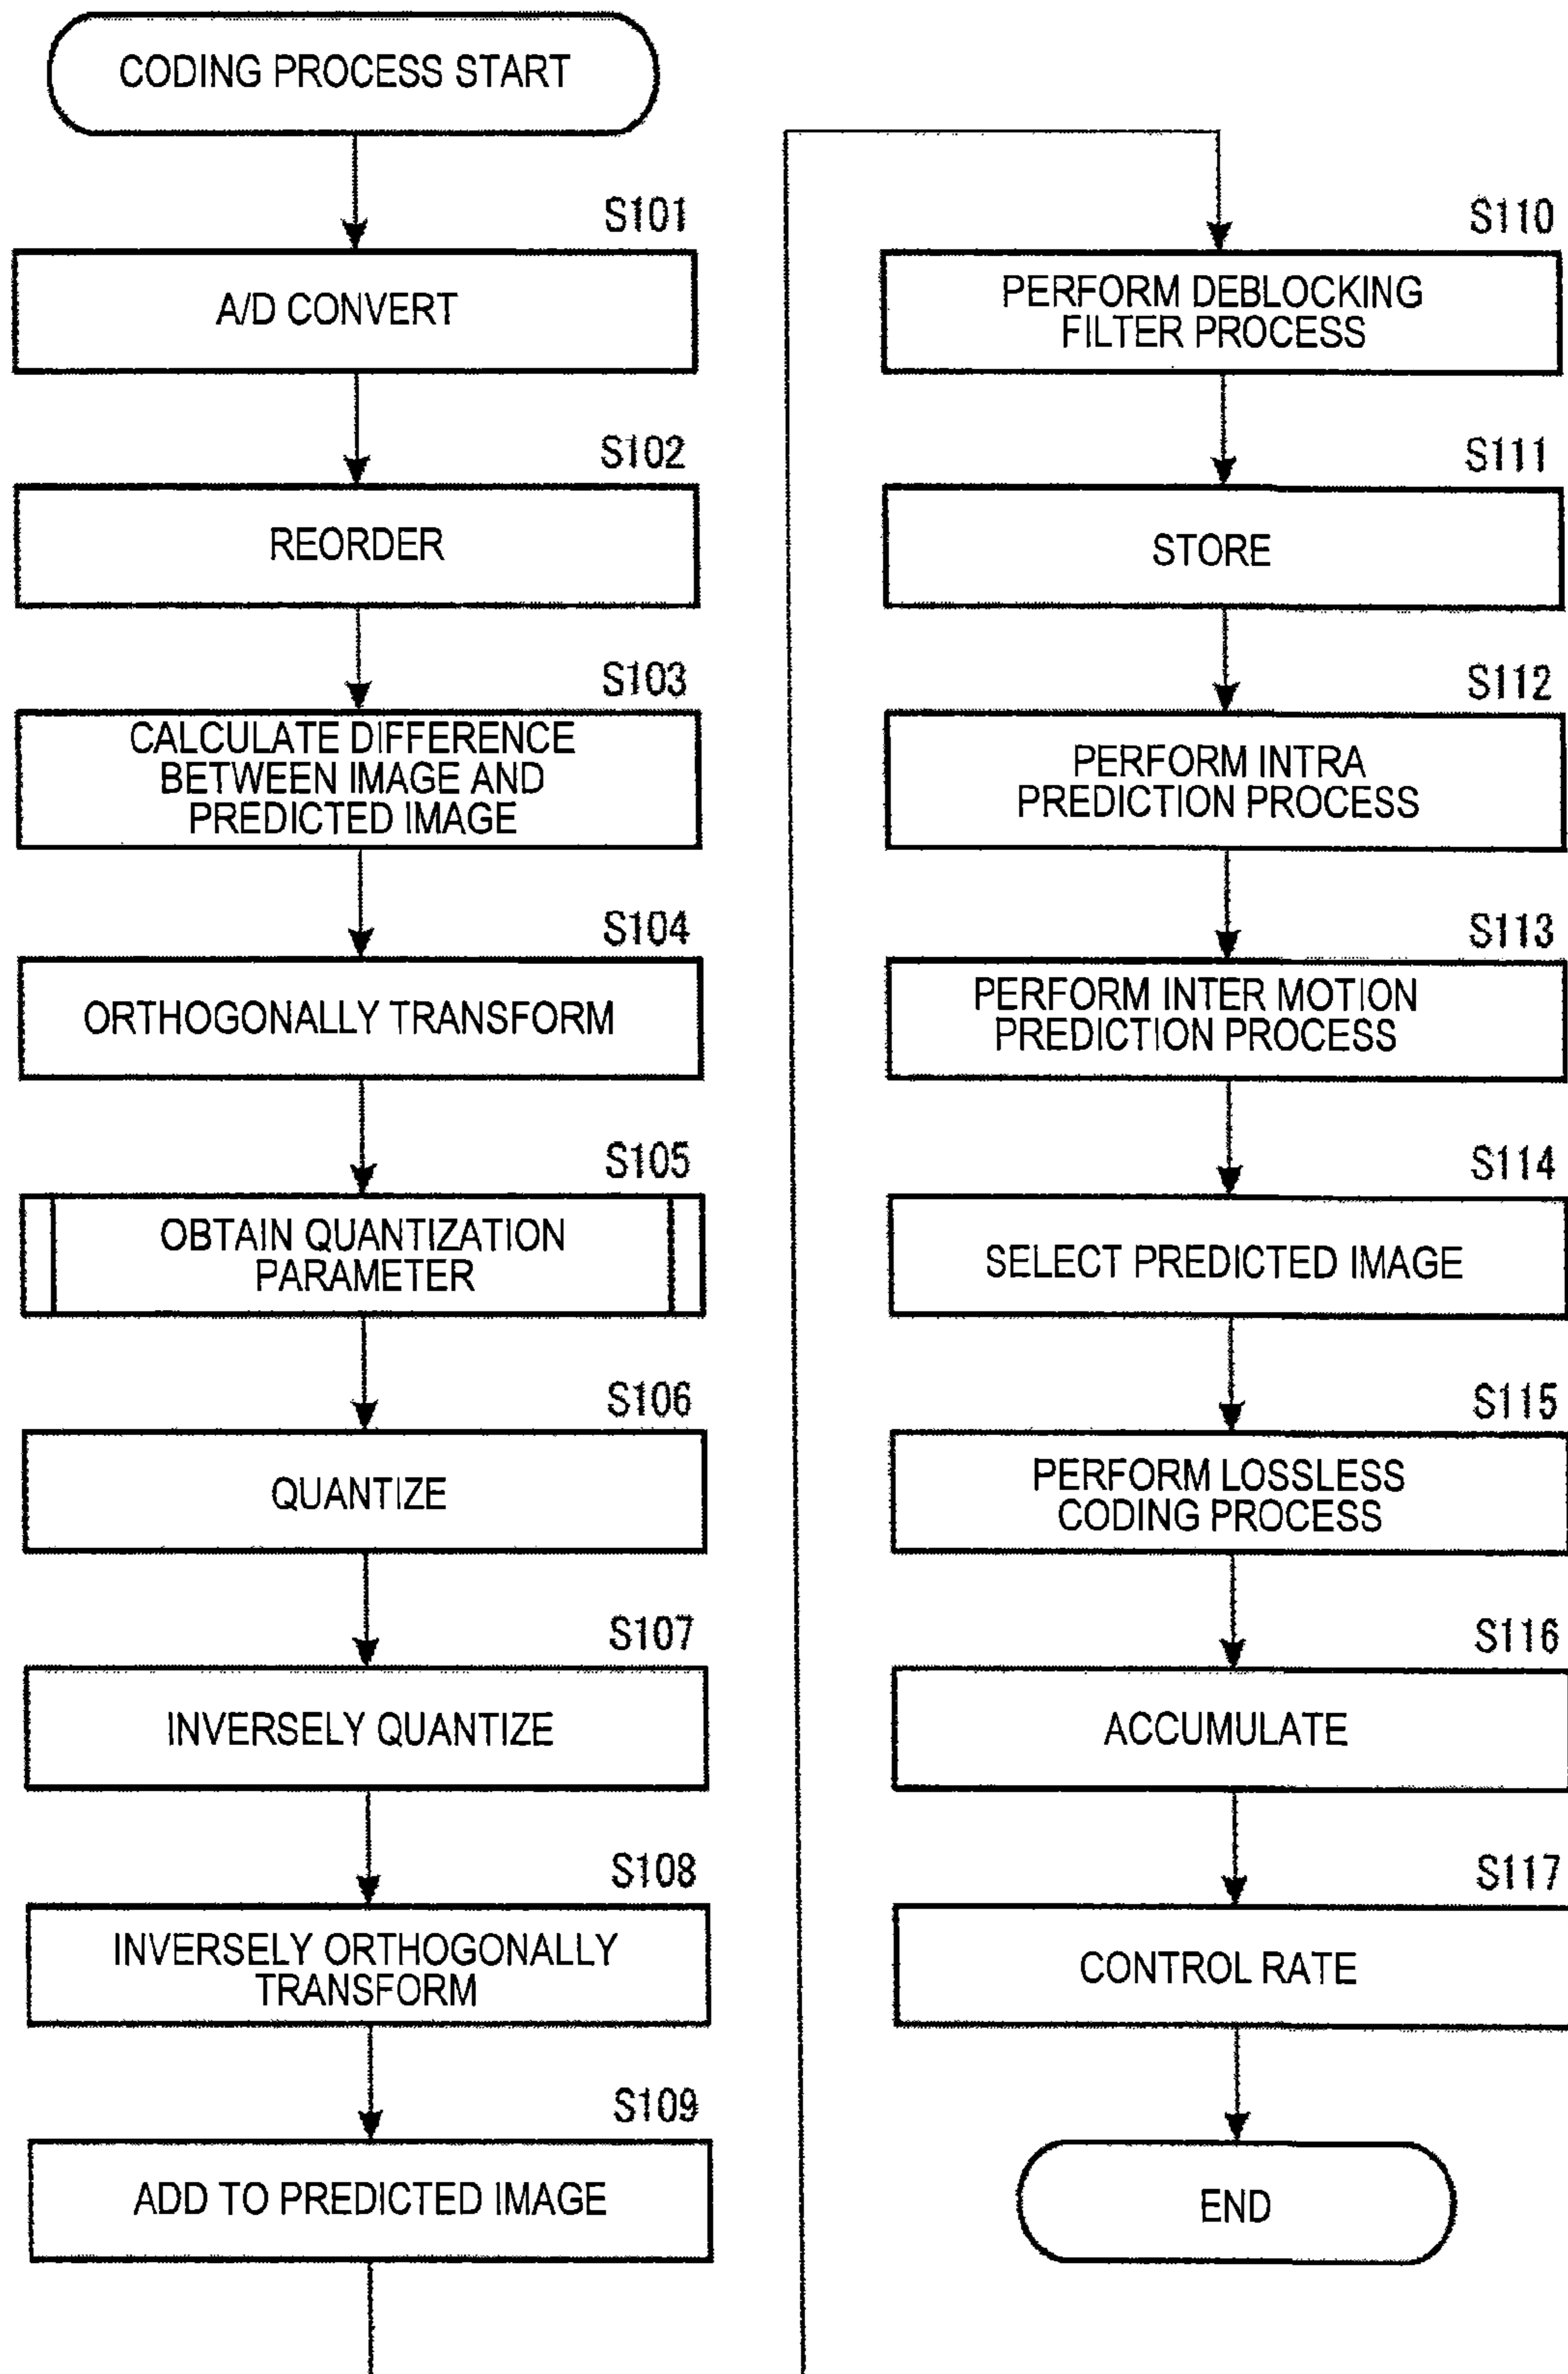 CODING PROCESS START
S101
A/D CONVERT
S102
REORDER
S103
CALCULATE DIFFERENCE
BETWEEN IMAGE AND
PREDICTED IMAGE
S104
ORTHOGONALLY TRANSFORM
S105
OBTAIN QUANTIZATION
PARAMETER
S106
QUANTIZE
S107
INVERSELY QUANTIZE
S108
INVERSELY ORTHOGONALLY
TRANSFORM
S109
ADD TO PREDICTED IMAGE
S110
PERFORM DEBLOCKING
FILTER PROCESS
S111
STORE
S112
PERFORM INTRA
PREDICTION PROCESS
S113
PERFORM INTER MOTION
PREDICTION PROCESS
S114
SELECT PREDICTED IMAGE
S115
PERFORM LOSSLESS
CODING PROCESS
S116
ACCUMULATE
S117
CONTROL RATE
END